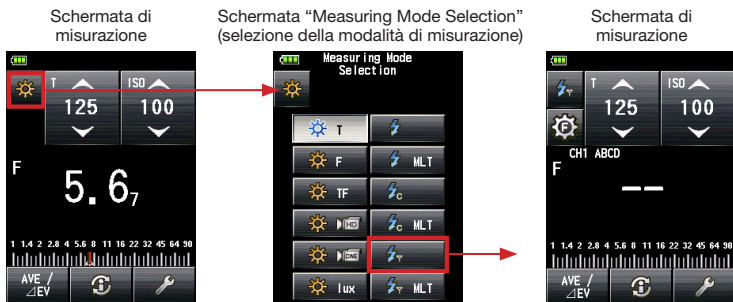 Schermata di
misurazione
T
ISO
125
100
F
5.6₇
1 1.4 2 2.8 4 5.6 8 11 16 22 32 45 64 90
AVE /
⊿EV
Schermata “Measuring Mode Selection”
(selezione della modalità di misurazione)
Measuring Mode
Selection
T
F
MLT
TF
C
HD
C MLT
CINE
lux
MLT
Schermata di
misurazione
T
ISO
125
100
F
CH1 ABCD
F
--
1 1.4 2 2.8 4 5.6 8 11 16 22 32 45 64 90
AVE /
⊿EV